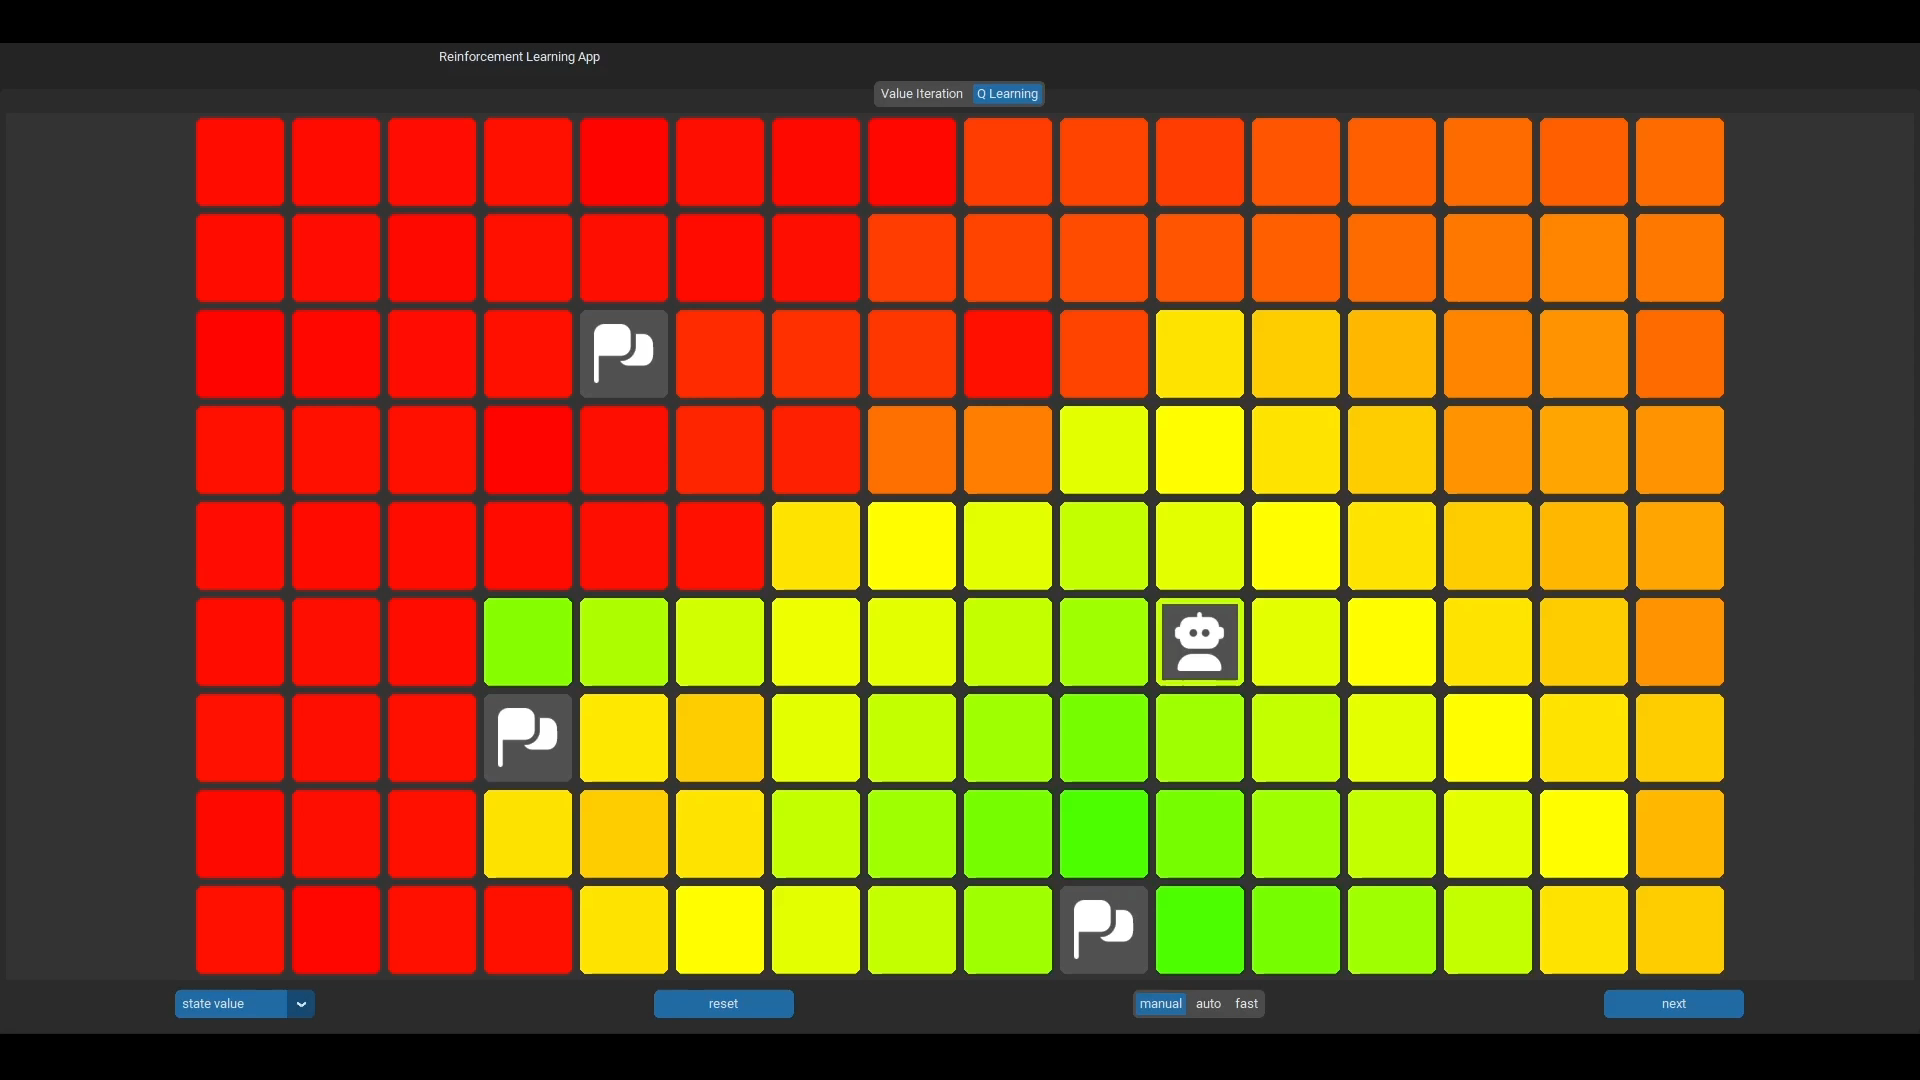 Reinforcement Learning App
Value Iteration Q Learning
state value reset manual auto fast next